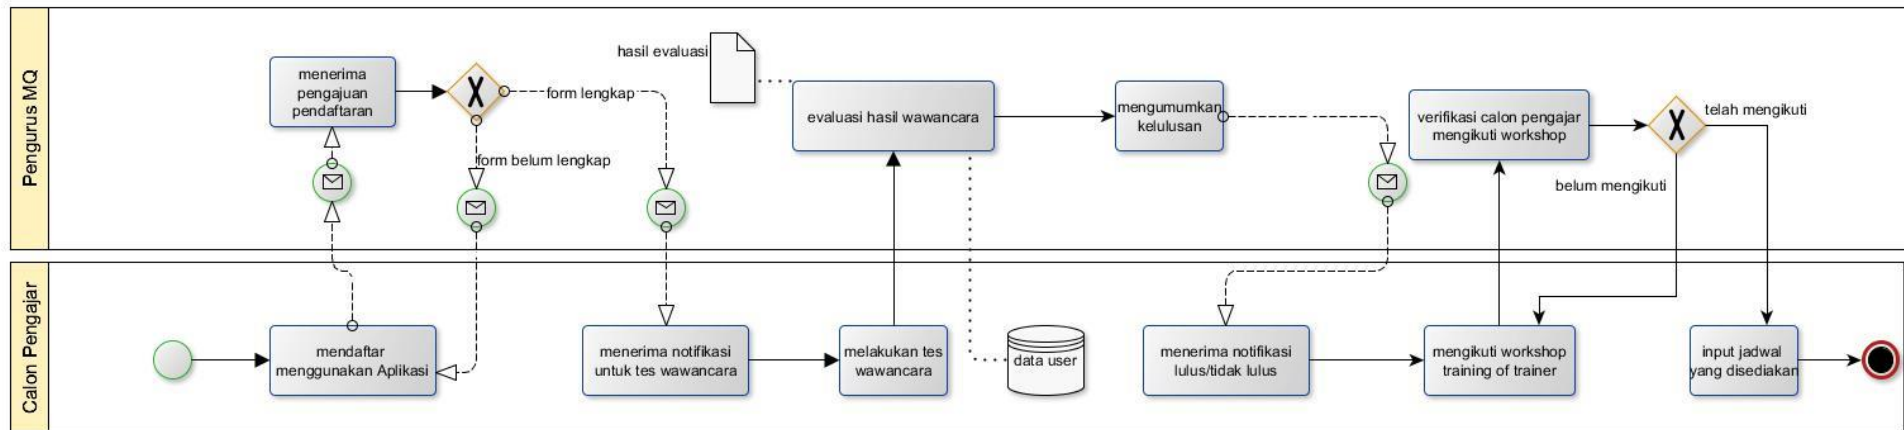 Pengurus MQ
menerima
pengajuan
pendaftaran
form lengkap
form belum lengkap
hasil evaluasi
evaluasi hasil wawancara
mengumumkan
kelulusan
verifikasi calon pengajar
mengikuti workshop
telah mengikuti
belum mengikuti
Calon Pengajar
mendaftar
menggunakan Aplikasi
menerima notifikasi
untuk tes wawancara
melakukan tes
wawancara
data user
menerima notifikasi
lulus/tidak lulus
mengikuti workshop
training of trainer
input jadwal
yang disediakan